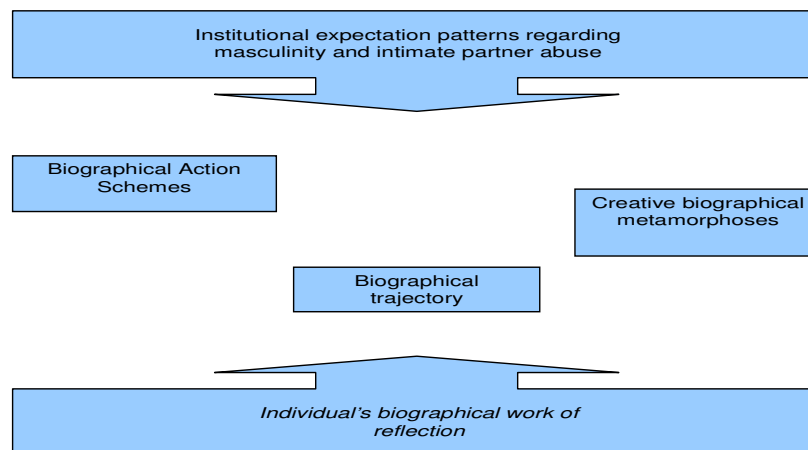 Institutional expectation patterns regarding
masculinity and intimate partner abuse
Biographical Action
Schemes
Creative biographical
metamorphoses
Biographical
trajectory
Individual's biographical work of
reflection